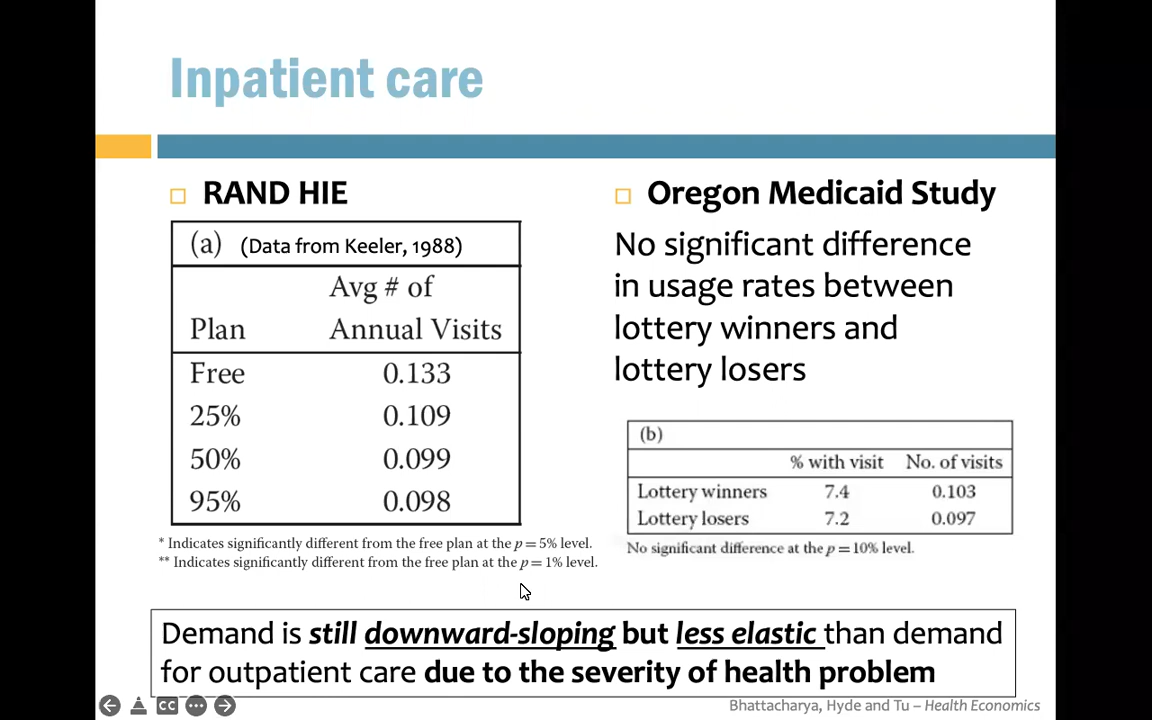 Inpatient care
RAND HIE
(a) (Data from Keeler, 1988)
Avg # of
Plan Annual Visits
Free 0.133
25% 0.109
50% 0.099
95% 0.098
* Indicates significantly different from the free plan at the p = 5% level.
** Indicates significantly different from the free plan at the p = 1% level.
Oregon Medicaid Study
No significant difference
in usage rates between
lottery winners and
lottery losers
(b)
% with visit No. of visits
Lottery winners 7.4 0.103
Lottery losers 7.2 0.097
No significant difference at the p = 10% level.
Demand is still downward-sloping but less elastic than demand
for outpatient care due to the severity of health problem
CC
Bhattacharya, Hyde and Tu – Health Economics